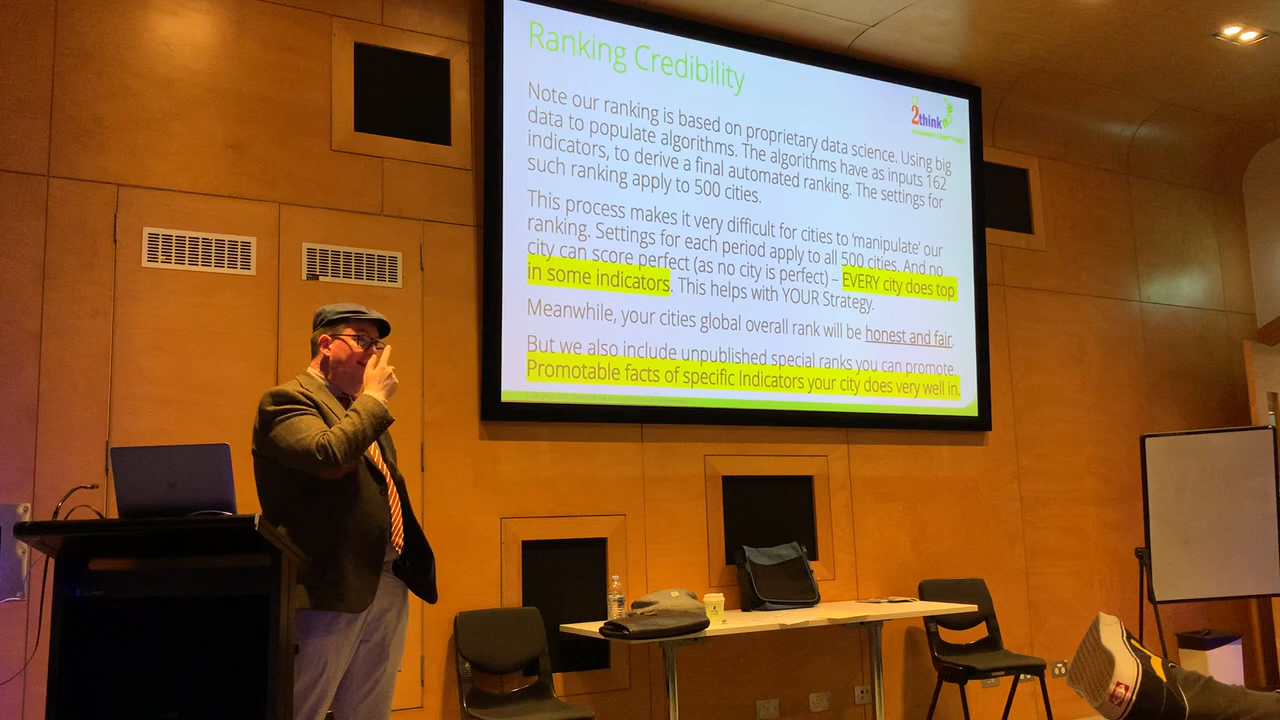 Ranking Credibility
2think
Note our ranking is based on proprietary data science. Using big
data to populate algorithms. The algorithms have as inputs 162
indicators, to derive a final automated ranking. The settings for
such ranking apply to 500 cities.
This process makes it very difficult for cities to ‘manipulate’ our
ranking. Settings for each period apply to all 500 cities. And no
city can score perfect (as no city is perfect) – EVERY city does top
in some indicators. This helps with YOUR Strategy.
Meanwhile, your cities global overall rank will be honest and fair.
But we also include unpublished special ranks you can promote.
Promotable facts of specific Indicators your city does very well in.